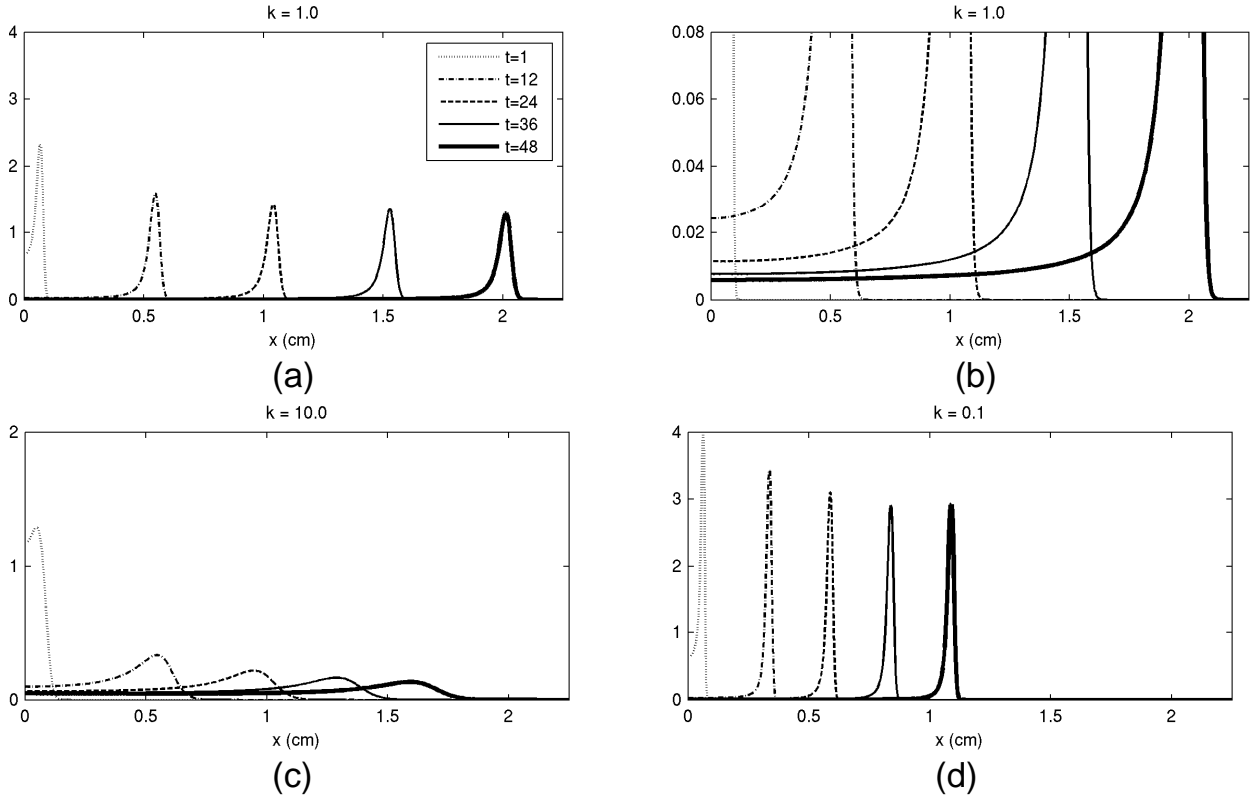 k = 1.0
4
3
2
1
0
0 0.5 1 1.5 2
x (cm)
t=1
t=12
t=24
t=36
t=48
(a)
k = 1.0
0.08
0.06
0.04
0.02
0
0 0.5 1 1.5 2
x (cm)
(b)
k = 10.0
2
1
0
0 0.5 1 1.5 2
x (cm)
(c)
k = 0.1
4
3
2
1
0
0 0.5 1 1.5 2
x (cm)
(d)